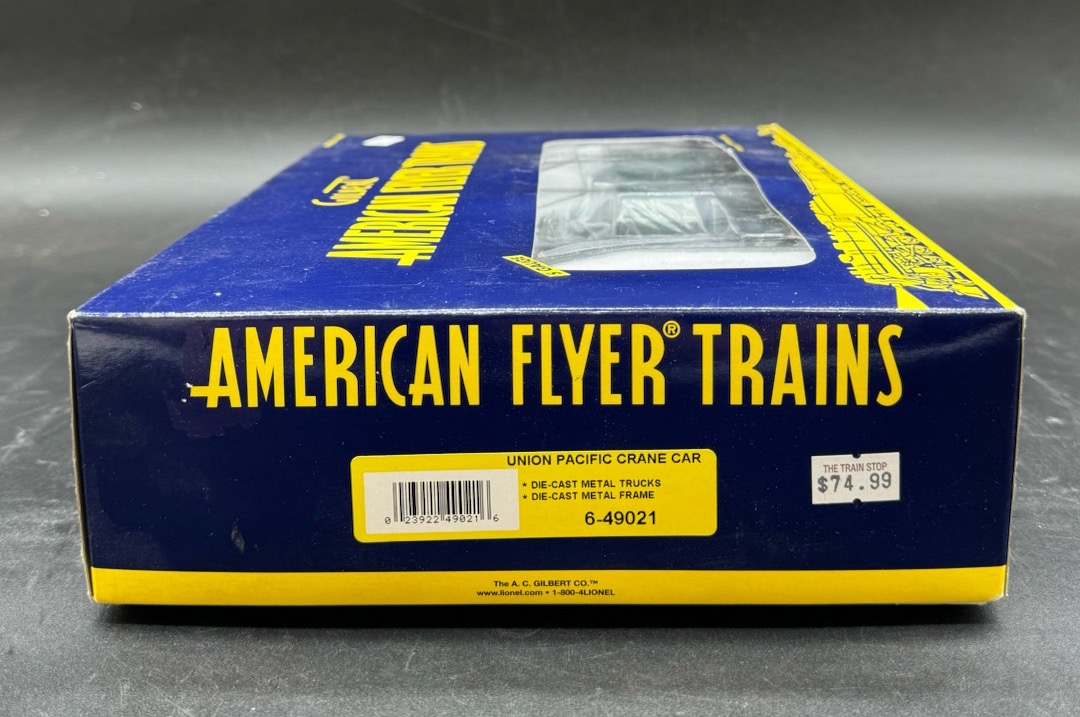 Gilbert
AMERICAN FLYER TRAINS
S GAUGE
AMERICAN FLYER® TRAINS
UNION PACIFIC CRANE CAR
* DIE-CAST METAL TRUCKS
* DIE-CAST METAL FRAME
6-49021
0 23922 49021 6
THE TRAIN STOP
$74.99
The A. C. GILBERT CO.™
www.lionel.com • 1-800-4LIONEL